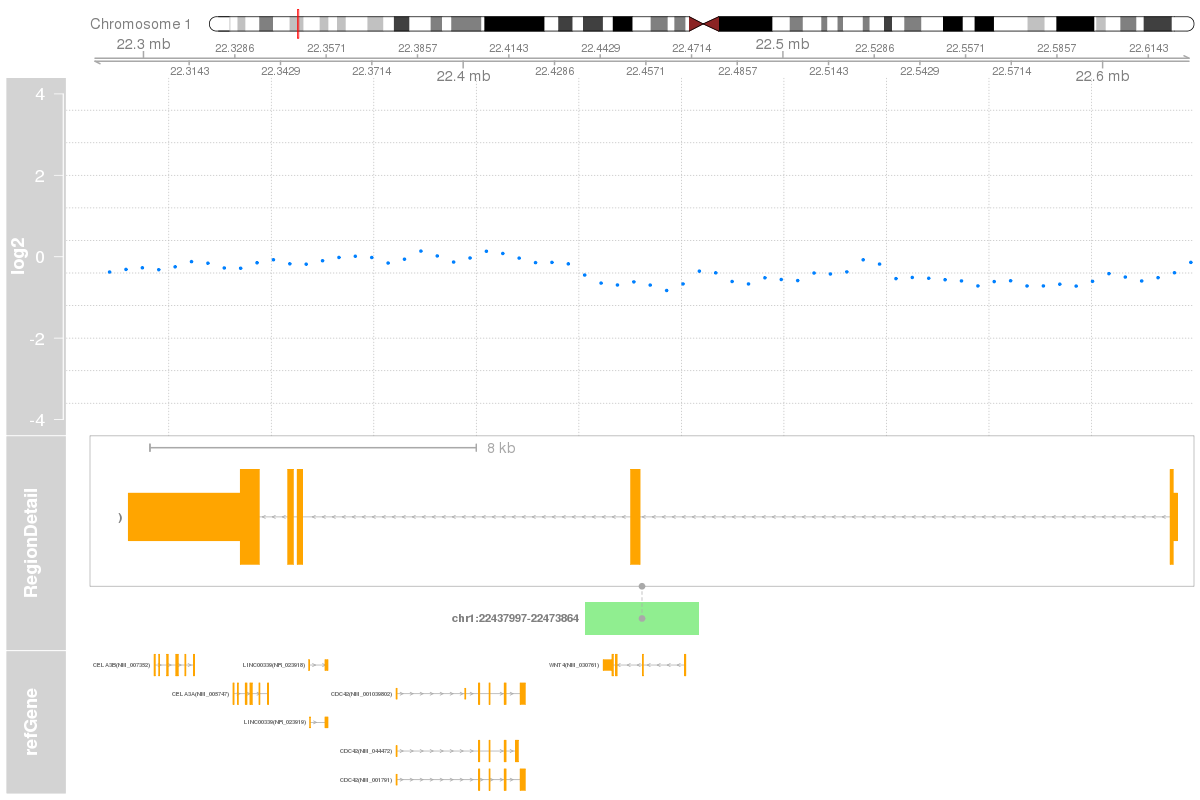 Chromosome 1
22.3 mb 22.3286 22.3571 22.3857 22.4143 22.4429 22.4714 22.5 mb 22.5286 22.5571 22.5857 22.6143
22.3143 22.3429 22.3714 22.4 mb 22.4286 22.4571 22.4857 22.5143 22.5429 22.5714 22.6 mb
4
2
0
-2
-4
log2
8 kb
RegionDetail
chr1:22437997-22473864
refGene
CELA3B(NM_007352) LINC00339(NR_023918) WNT4(NM_030761)
CELA3A(NM_005747) CDC42(NM_001039802)
LINC00339(NR_023919)
CDC42(NM_044472)
CDC42(NM_001791)